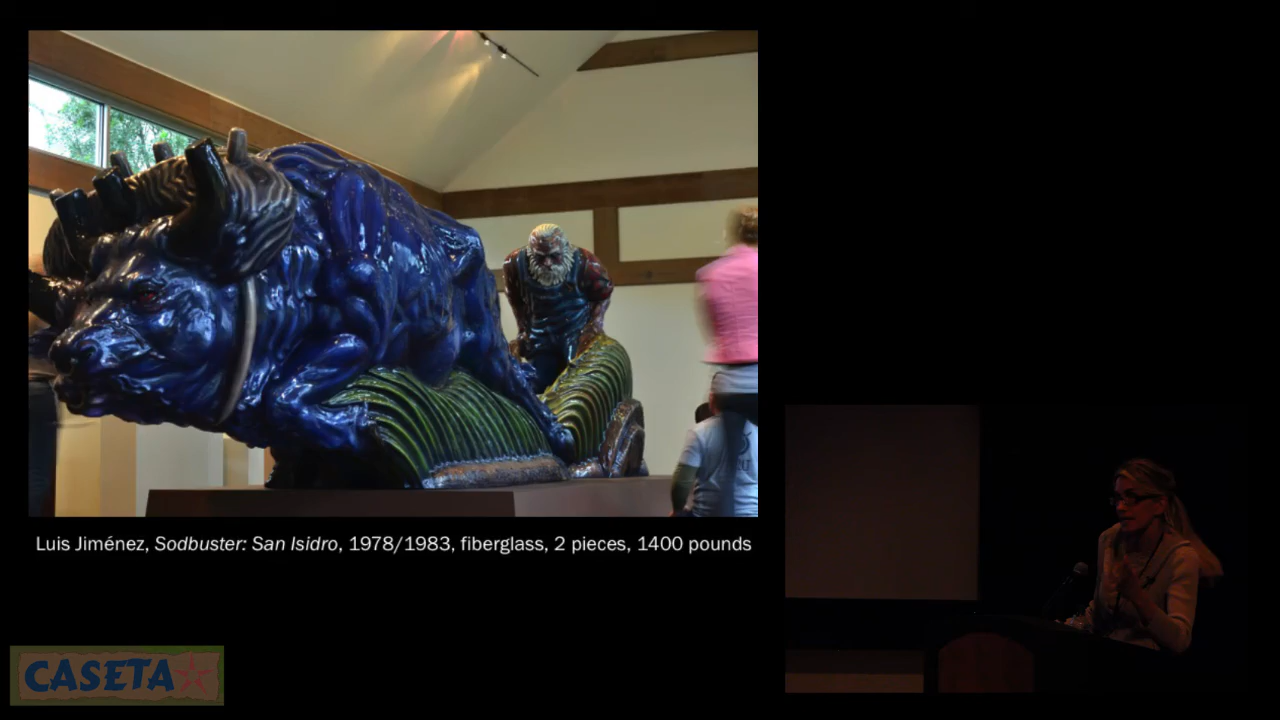 Luis Jiménez, Sodbuster: San Isidro, 1978/1983, fiberglass, 2 pieces, 1400 pounds
CASETA